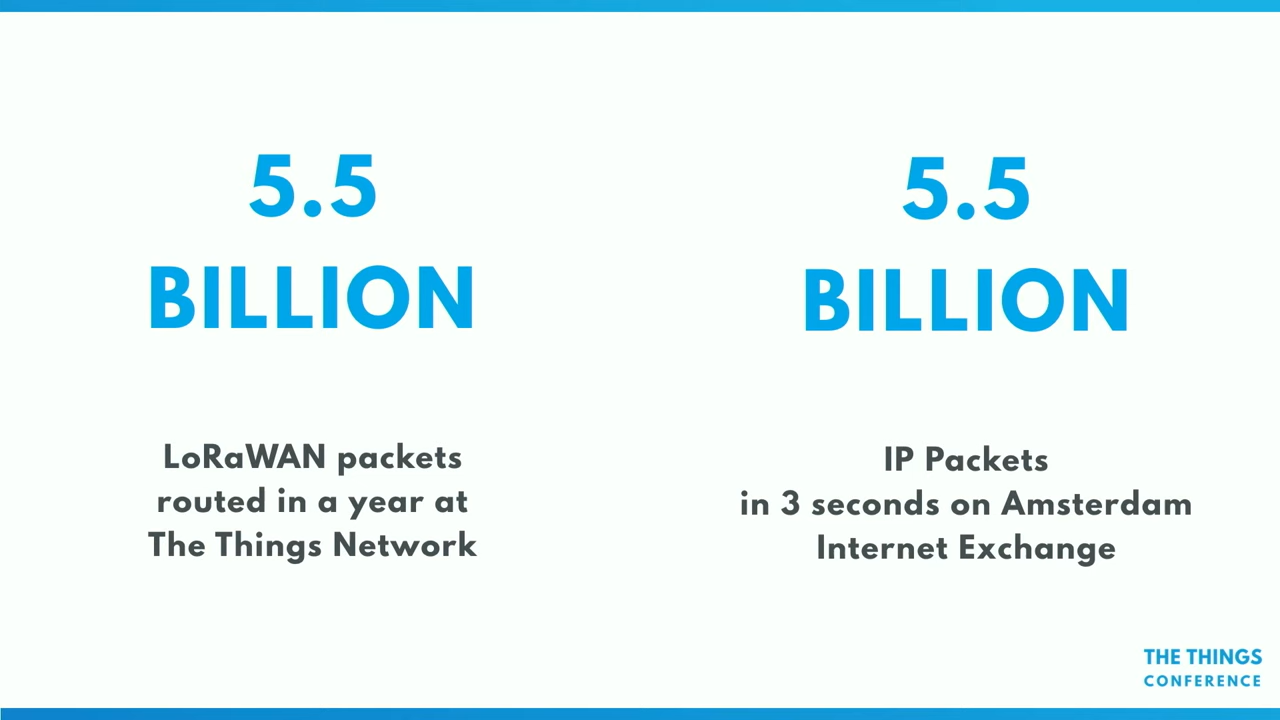 5.5
BILLION
LoRaWAN packets
routed in a year at
The Things Network
5.5
BILLION
IP Packets
in 3 seconds on Amsterdam
Internet Exchange
THE THINGS
CONFERENCE